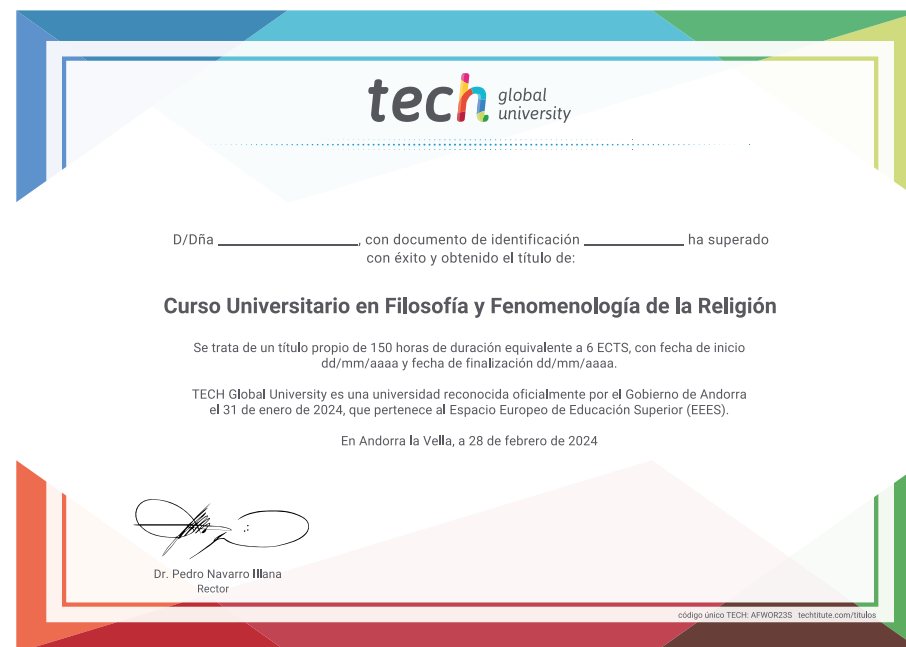 tech global university
D/Dña ______________, con documento de identificación __________ ha superado
con éxito y obtenido el título de:
Curso Universitario en Filosofía y Fenomenología de la Religión
Se trata de un título propio de 150 horas de duración equivalente a 6 ECTS, con fecha de inicio
dd/mm/aaaa y fecha de finalización dd/mm/aaaa.
TECH Global University es una universidad reconocida oficialmente por el Gobierno de Andorra
el 31 de enero de 2024, que pertenece al Espacio Europeo de Educación Superior (EEES).
En Andorra la Vella, a 28 de febrero de 2024
Dr. Pedro Navarro Illana
Rector
código único TECH: AFWOR23S techtitute.com/titulos